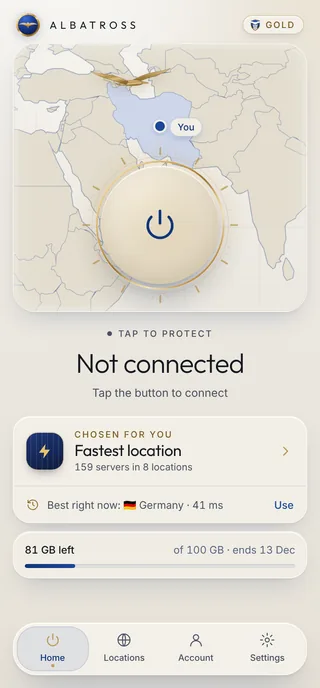 ALBATROSS
GOLD
You
TAP TO PROTECT
Not connected
Tap the button to connect
CHOSEN FOR YOU
Fastest location
159 servers in 8 locations
Best right now: 🇩🇪 Germany · 41 ms
Use
81 GB left
of 100 GB · ends 13 Dec
Home
Locations
Account
Settings